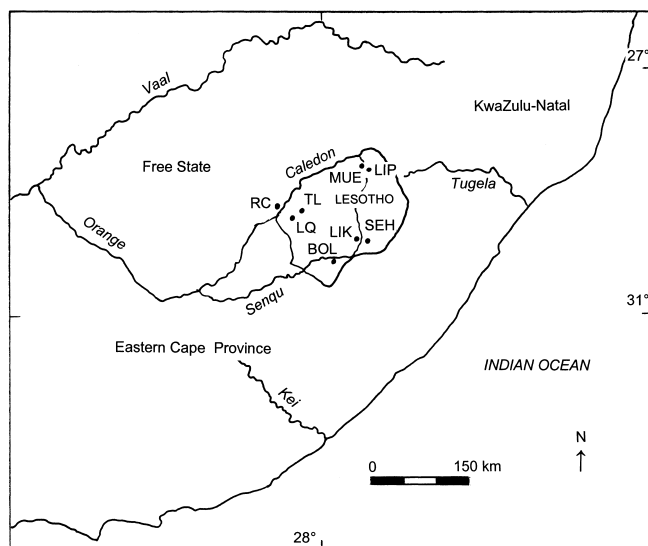 27°
Vaal
KwaZulu-Natal
Free State
Caledon
MUE
LIP
Tugela
LESOTHO
RC
TL
LQ
Orange
LIK
SEH
BOL
Senqu
31°
Eastern Cape Province
INDIAN OCEAN
Kei
N
0 150 km
28°